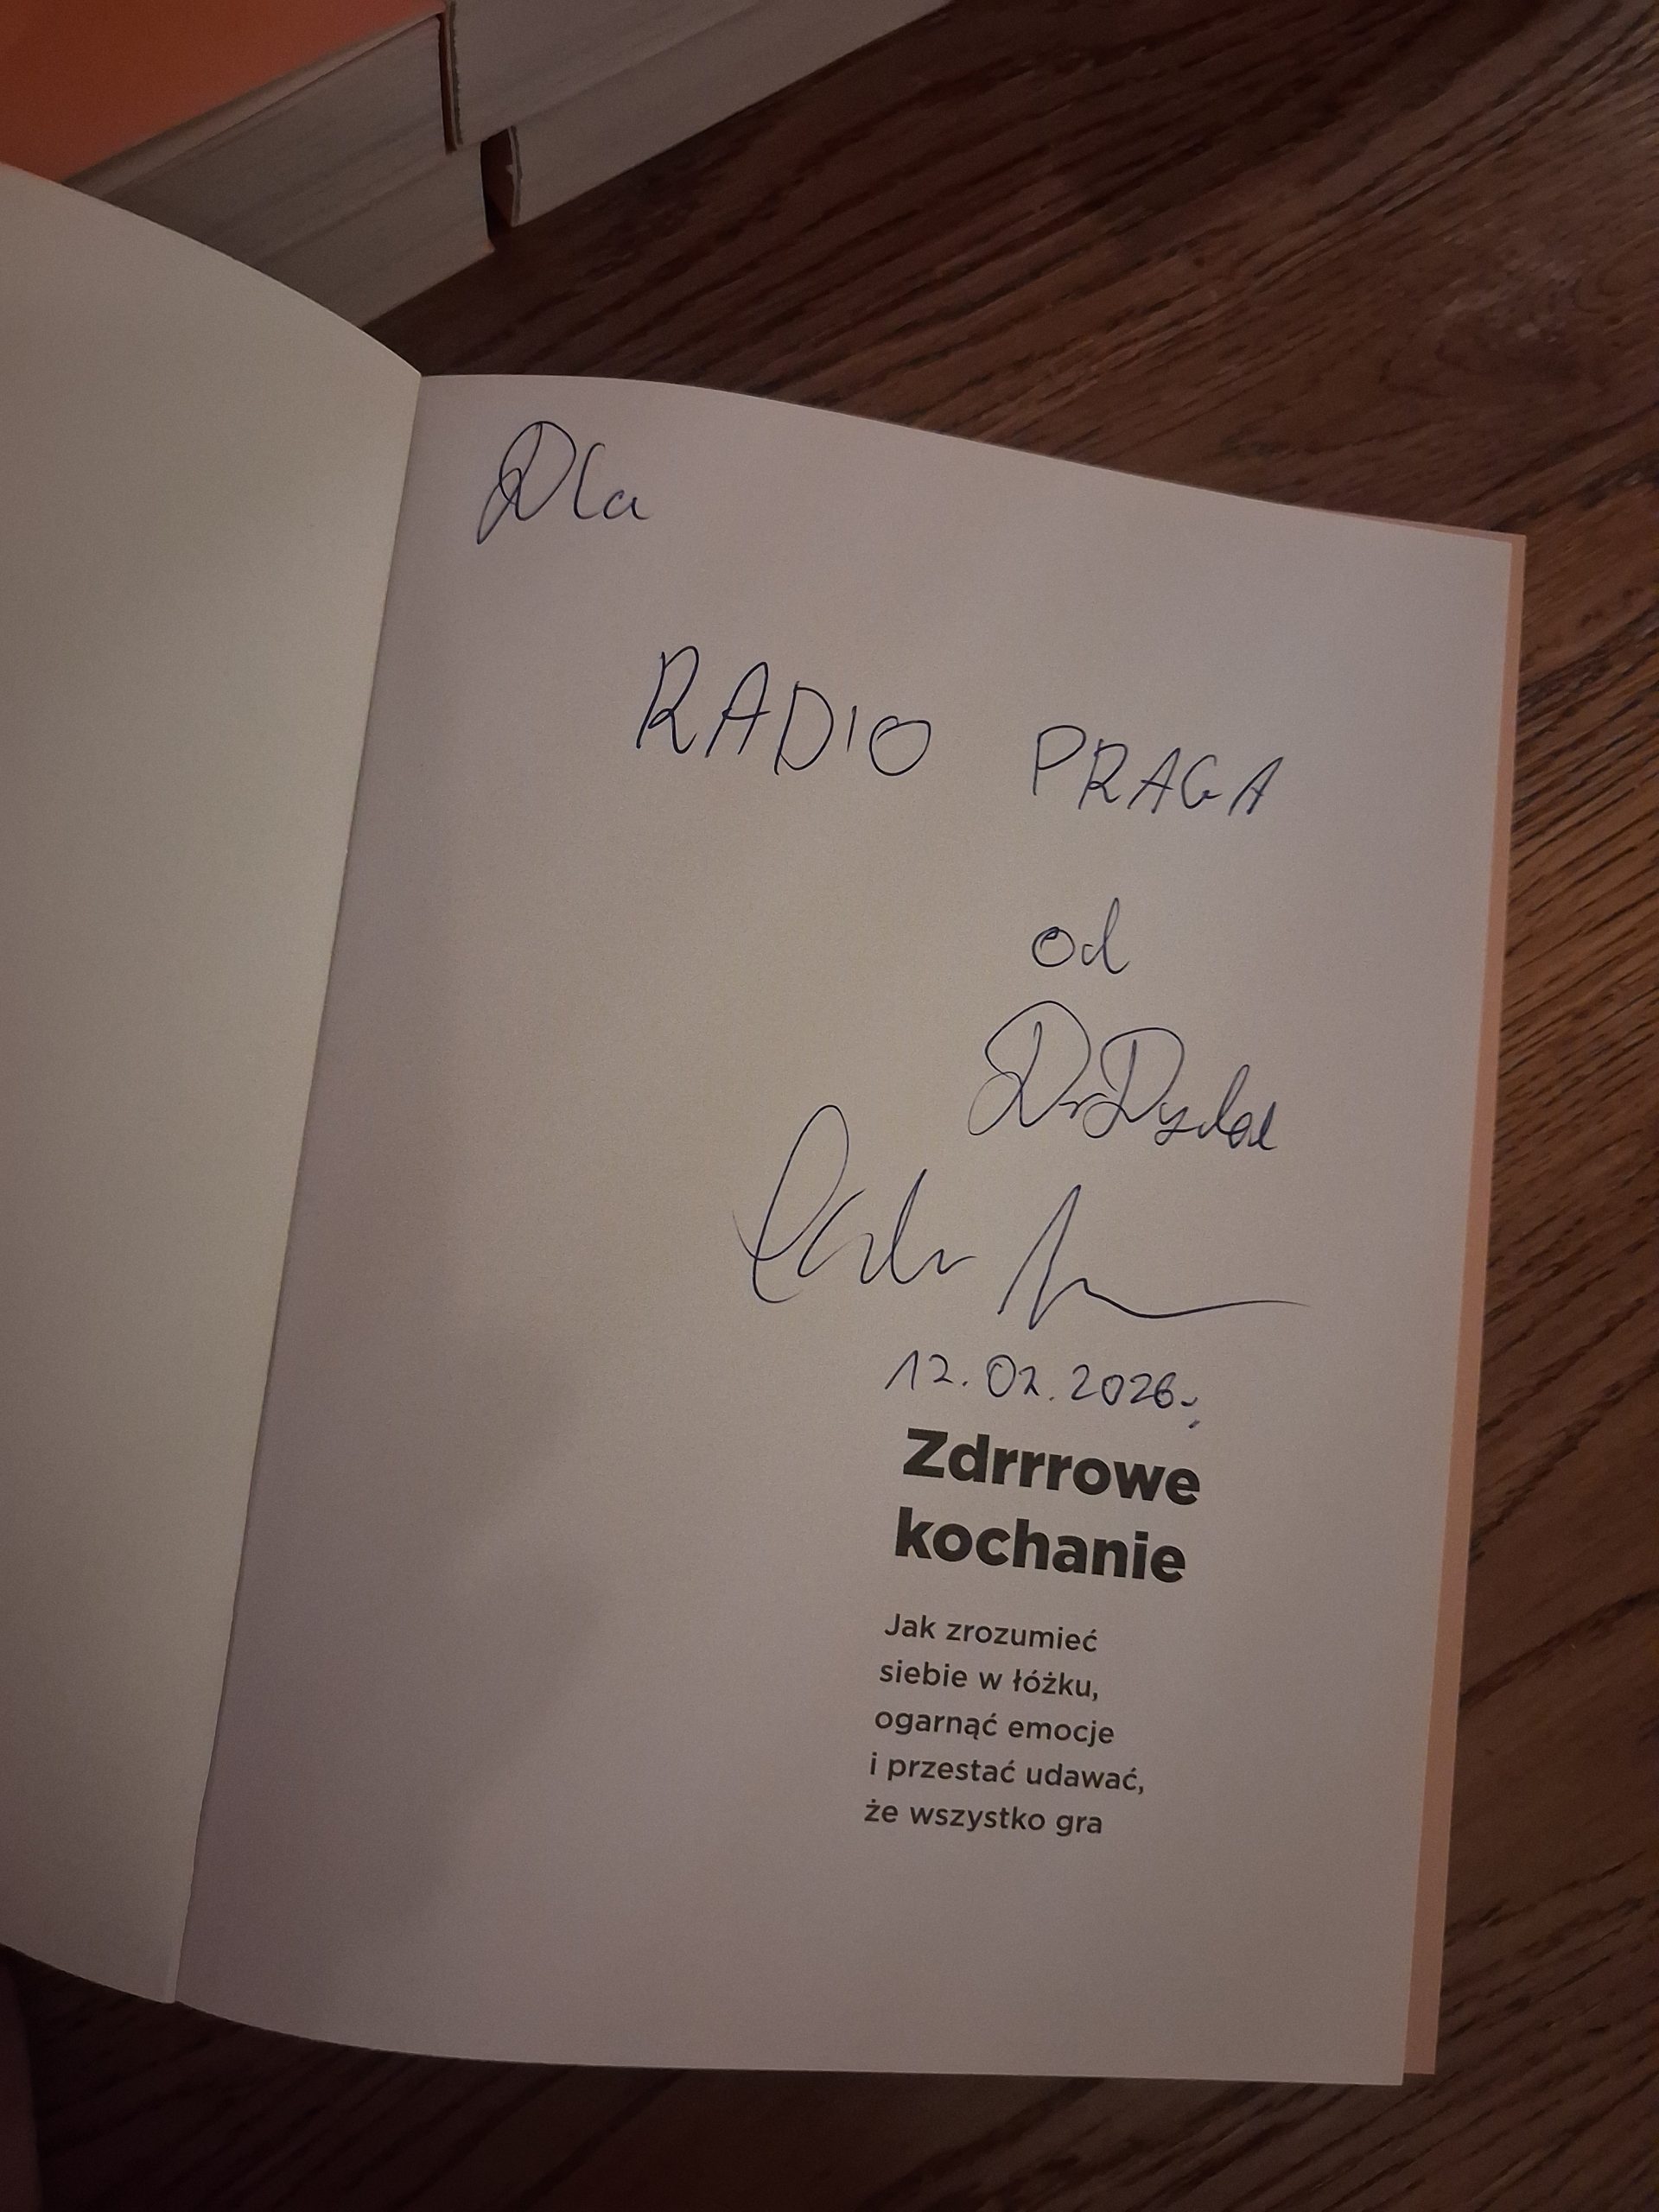 Dla
RADIO PRAGA
od
12.02.2026r.
Zdrrrowe
kochanie
Jak zrozumieć
siebie w łóżku,
ogarnąć emocje
i przestać udawać,
że wszystko gra